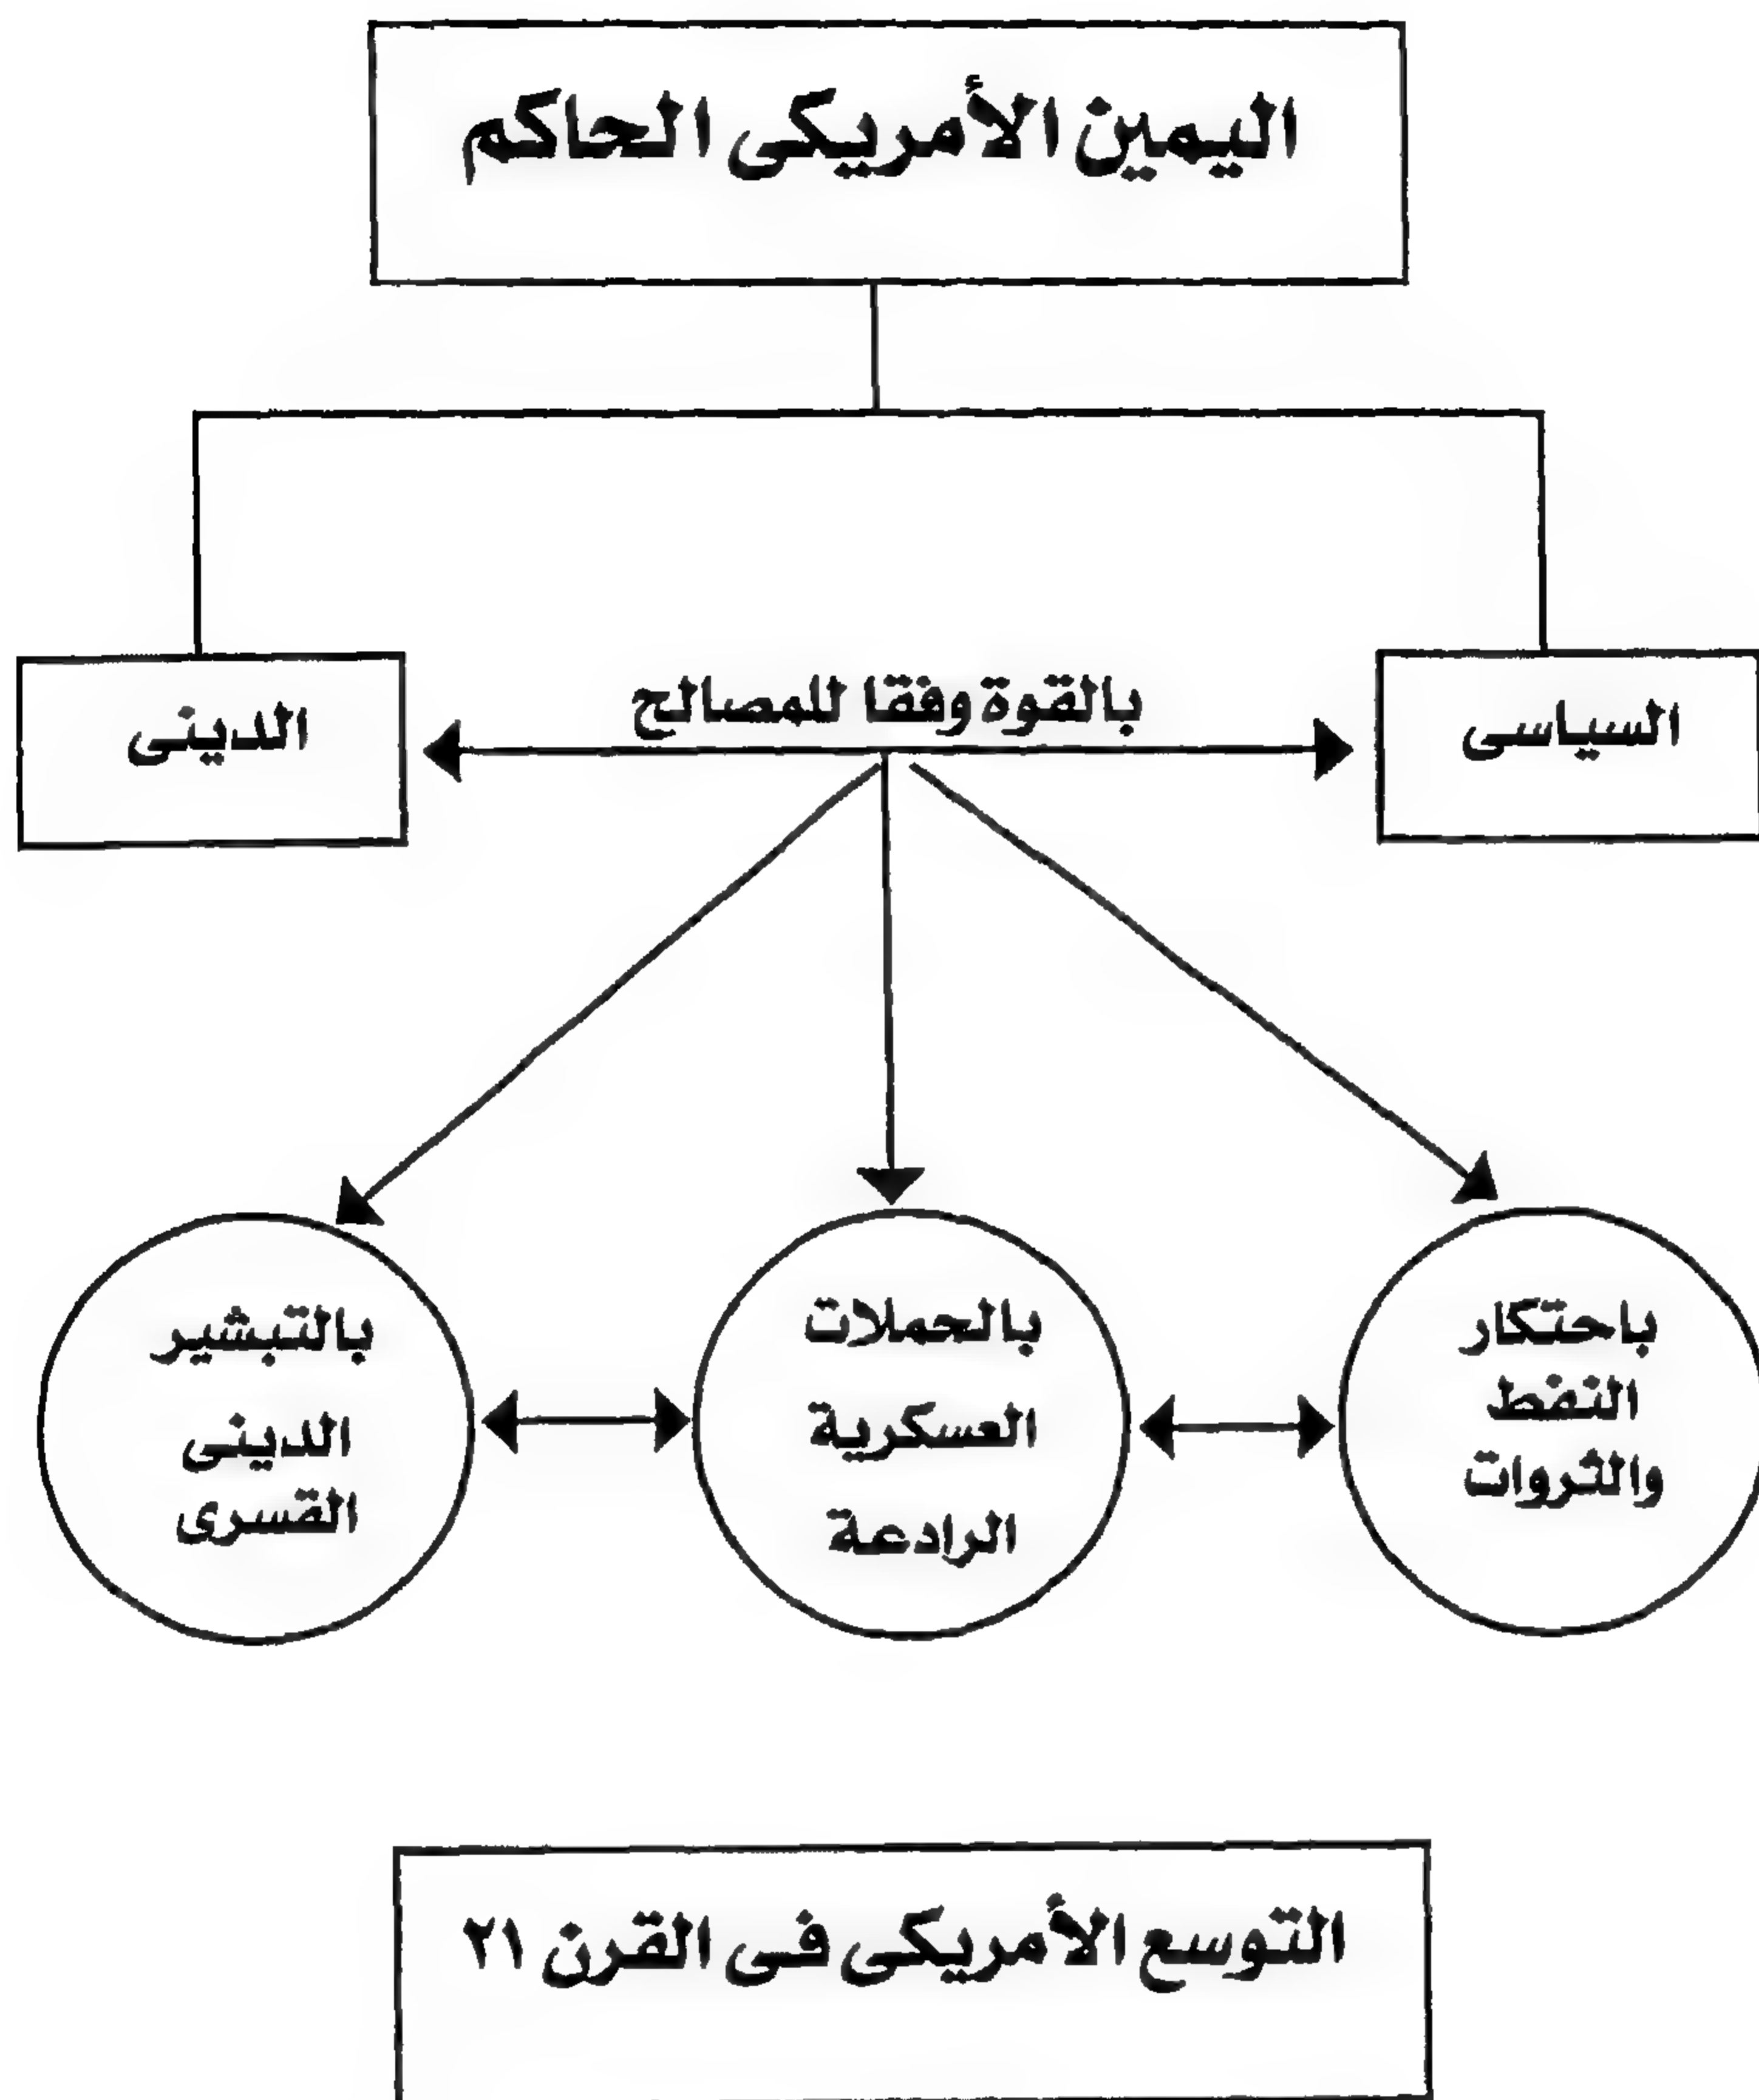 اليمين الأمريكى الحاكم
السياسى
بالقوة وفقا للمصالح
الدينى
باحتكار
النفط
والثروات
بالحملات
العسكرية
الرادعة
بالتبشير
الدينى
القسرى
التوسع الأمريكى فى القرن ٢١